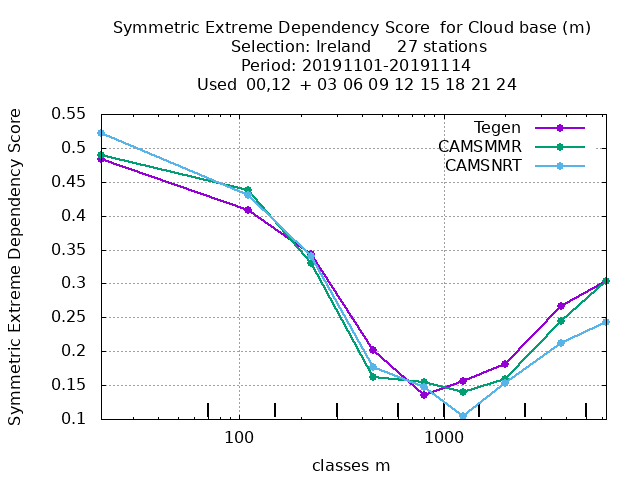 Symmetric Extreme Dependency Score  for Cloud base (m)
Selection: Ireland     27 stations
Period: 20191101-20191114
Used  00,12  + 03 06 09 12 15 18 21 24
Symmetric Extreme Dependency Score
0.55
0.5
0.45
0.4
0.35
0.3
0.25
0.2
0.15
0.1
Tegen
CAMSMMR
CAMSNRT
100
1000
classes m